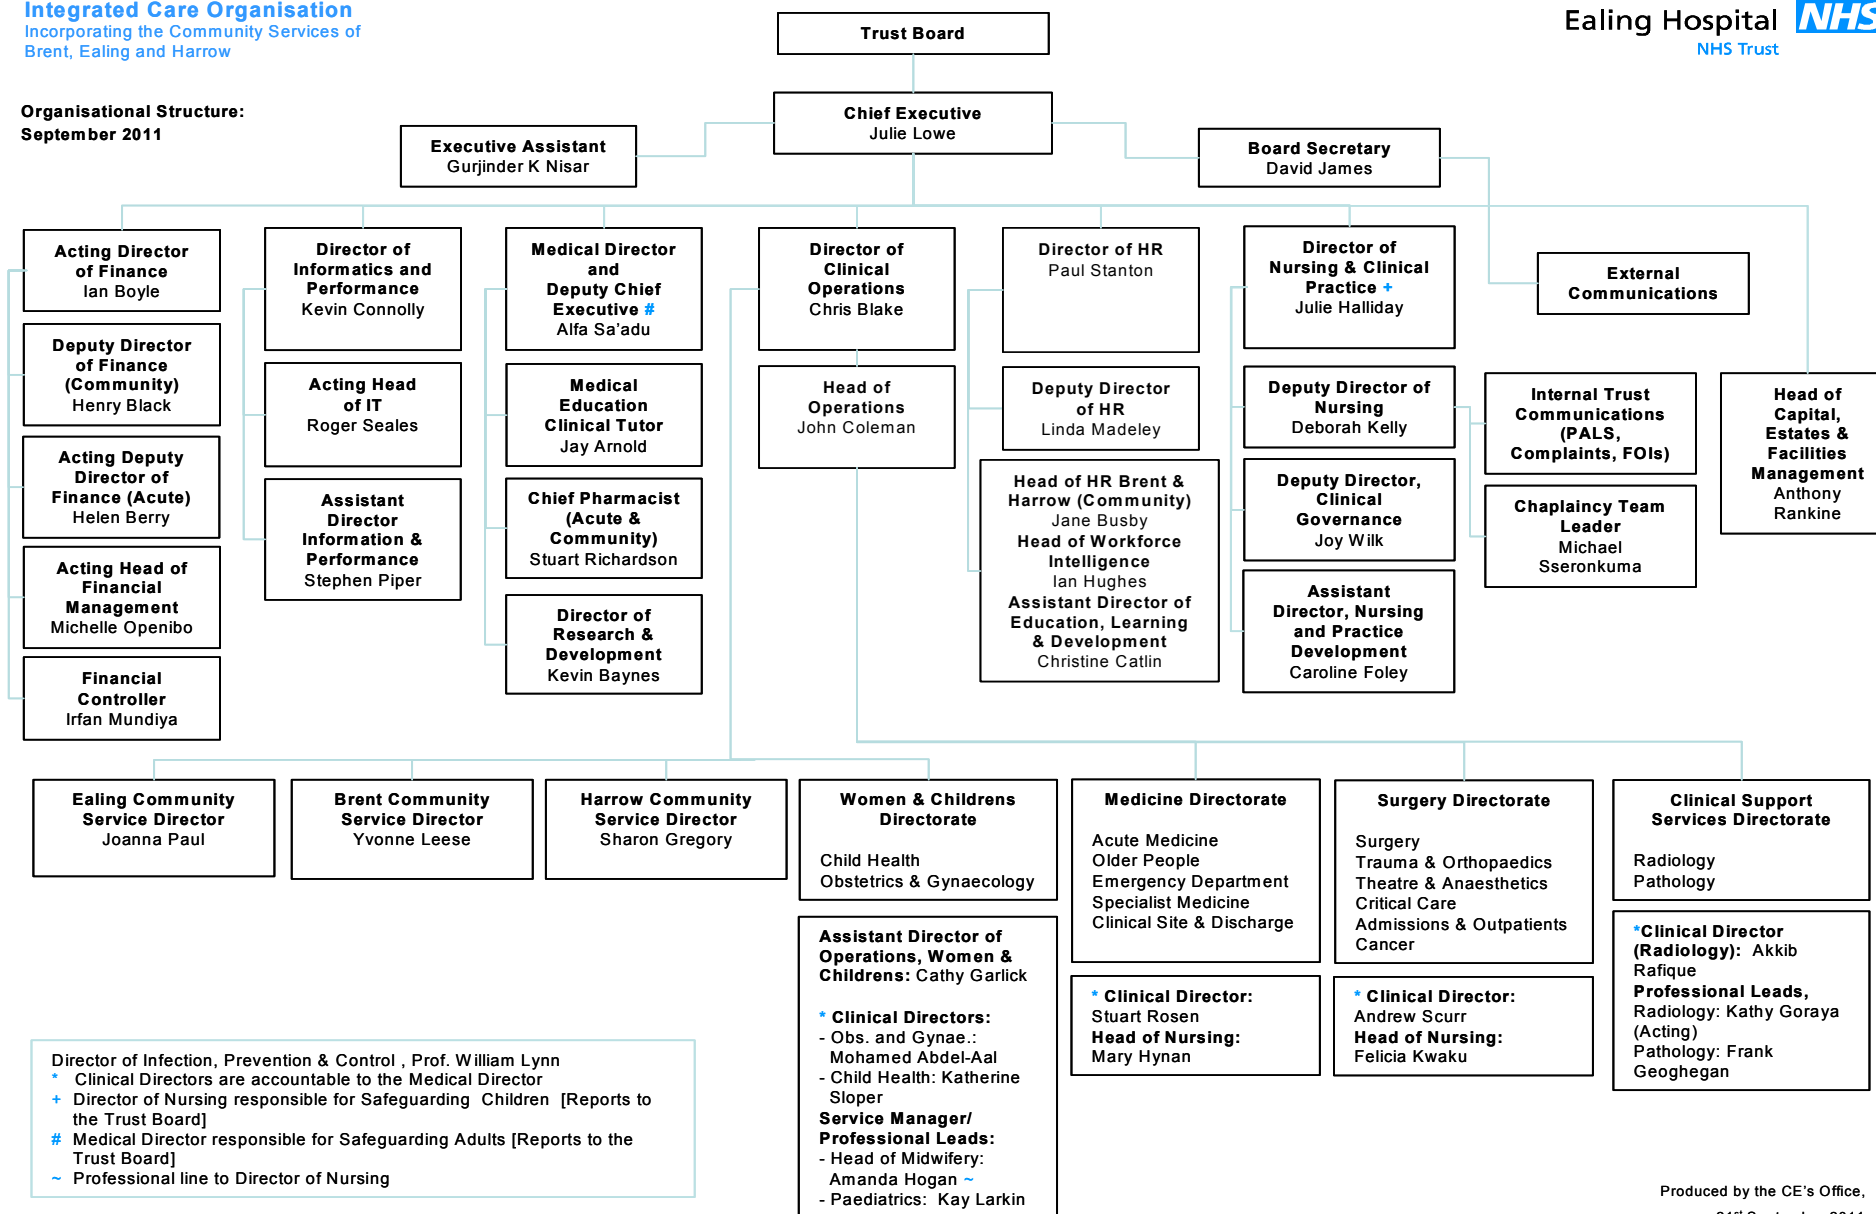 Integrated Care Organisation
Incorporating the Community Services of
Brent, Ealing and Harrow
Ealing Hospital NHS
NHS Trust
Organisational Structure:
September 2011
Trust Board
Chief Executive
Julie Lowe
Executive Assistant
Gurjinder K Nisar
Board Secretary
David James
Acting Director
of Finance
Ian Boyle
Deputy Director
of Finance
(Community)
Henry Black
Acting Deputy
Director of
Finance (Acute)
Helen Berry
Acting Head of
Financial
Management
Michelle Openibo
Financial
Controller
Irfan Mundiya
Director of
Informatics and
Performance
Kevin Connolly
Acting Head
of IT
Roger Seales
Assistant
Director
Information &
Performance
Stephen Piper
Medical Director
and
Deputy Chief
Executive #
Alfa Sa'adu
Medical
Education
Clinical Tutor
Jay Arnold
Chief Pharmacist
(Acute &
Community)
Stuart Richardson
Director of
Research &
Development
Kevin Baynes
Director of
Clinical
Operations
Chris Blake
Head of
Operations
John Coleman
Director of HR
Paul Stanton
Deputy Director
of HR
Linda Madeley
Head of HR Brent &
Harrow (Community)
Jane Busby
Head of Workforce
Intelligence
Ian Hughes
Assistant Director of
Education, Learning
& Development
Christine Catlin
Director of
Nursing & Clinical
Practice +
Julie Halliday
Deputy Director of
Nursing
Deborah Kelly
Deputy Director,
Clinical
Governance
Joy Wilk
Assistant
Director, Nursing
and Practice
Development
Caroline Foley
External
Communications
Internal Trust
Communications
(PALS,
Complaints, FOIs)
Chaplaincy Team
Leader
Michael
Sseronkuma
Head of
Capital,
Estates &
Facilities
Management
Anthony
Rankine
Ealing Community
Service Director
Joanna Paul
Brent Community
Service Director
Yvonne Leese
Harrow Community
Service Director
Sharon Gregory
Women & Childrens
Directorate
Child Health
Obstetrics & Gynaecology
Assistant Director of
Operations, Women &
Childrens: Cathy Garlick
* Clinical Directors:
- Obs. and Gynae.:
Mohamed Abdel-Aal
- Child Health: Katherine
Sloper
Service Manager/
Professional Leads:
- Head of Midwifery:
Amanda Hogan ~
- Paediatrics: Kay Larkin
Medicine Directorate
Acute Medicine
Older People
Emergency Department
Specialist Medicine
Clinical Site & Discharge
* Clinical Director:
Stuart Rosen
Head of Nursing:
Mary Hynan
Surgery Directorate
Surgery
Trauma & Orthopaedics
Theatre & Anaesthetics
Critical Care
Admissions & Outpatients
Cancer
* Clinical Director:
Andrew Scurr
Head of Nursing:
Felicia Kwaku
Clinical Support
Services Directorate
Radiology
Pathology
*Clinical Director
(Radiology): Akkib
Rafique
Professional Leads,
Radiology: Kathy Goraya
(Acting)
Pathology: Frank
Geoghegan
Director of Infection, Prevention & Control , Prof. William Lynn
* Clinical Directors are accountable to the Medical Director
+ Director of Nursing responsible for Safeguarding Children [Reports to
the Trust Board]
# Medical Director responsible for Safeguarding Adults [Reports to the
Trust Board]
~ Professional line to Director of Nursing
Produced by the CE's Office,